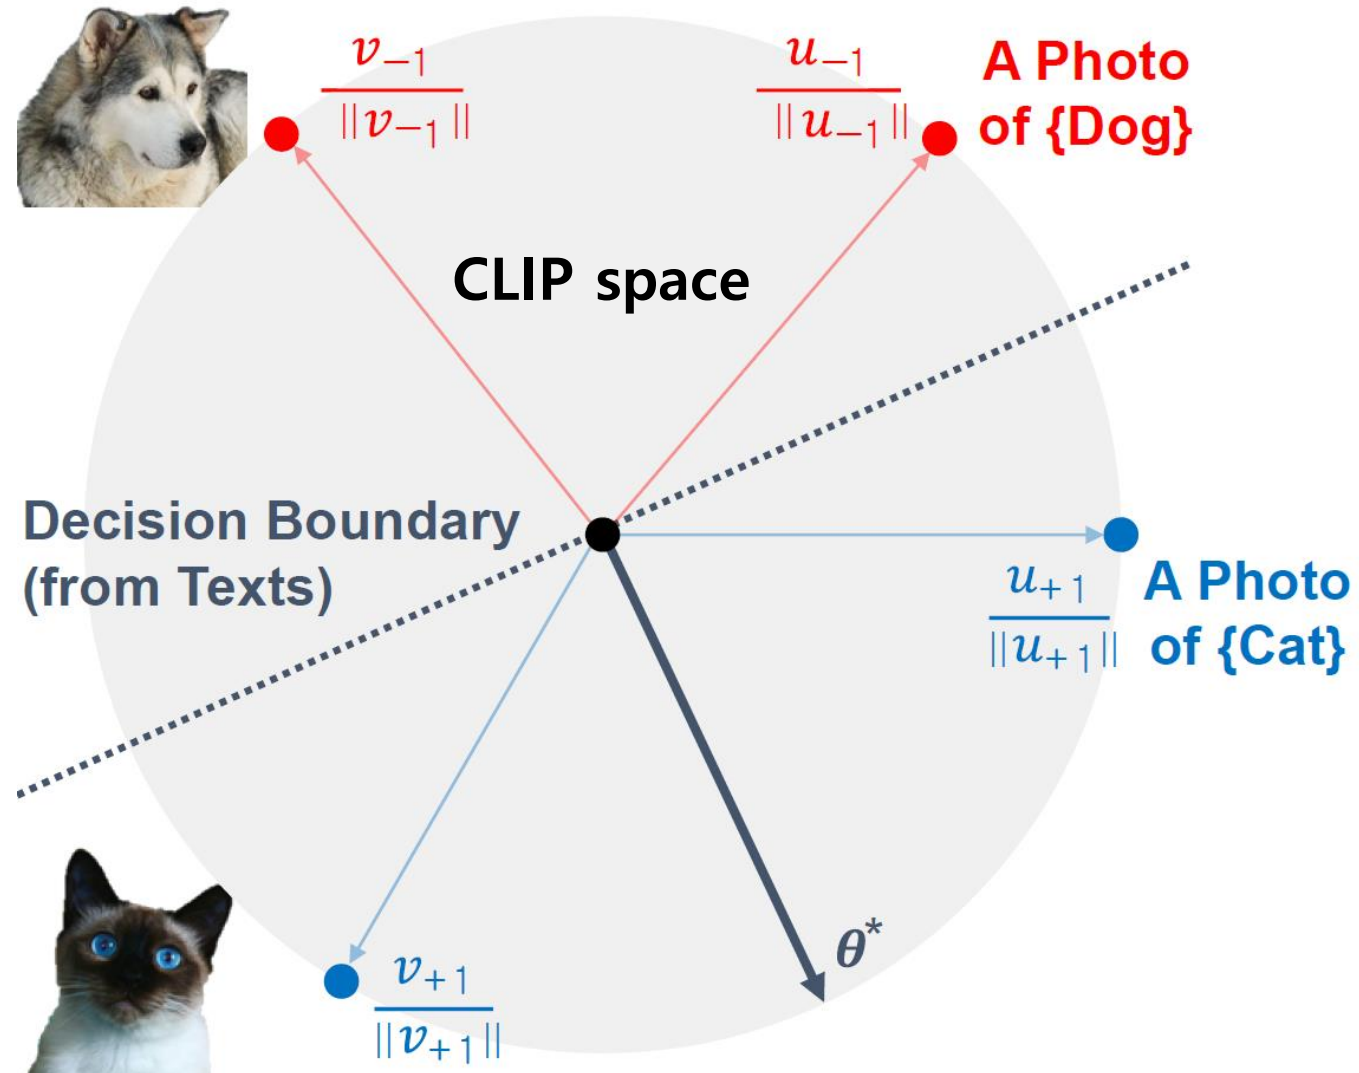 v₋₁
||v₋₁||
u₋₁
||u₋₁||
A Photo
of {Dog}
CLIP space
Decision Boundary
(from Texts)
u₊₁
||u₊₁||
A Photo
of {Cat}
θ*
v₊₁
||v₊₁||